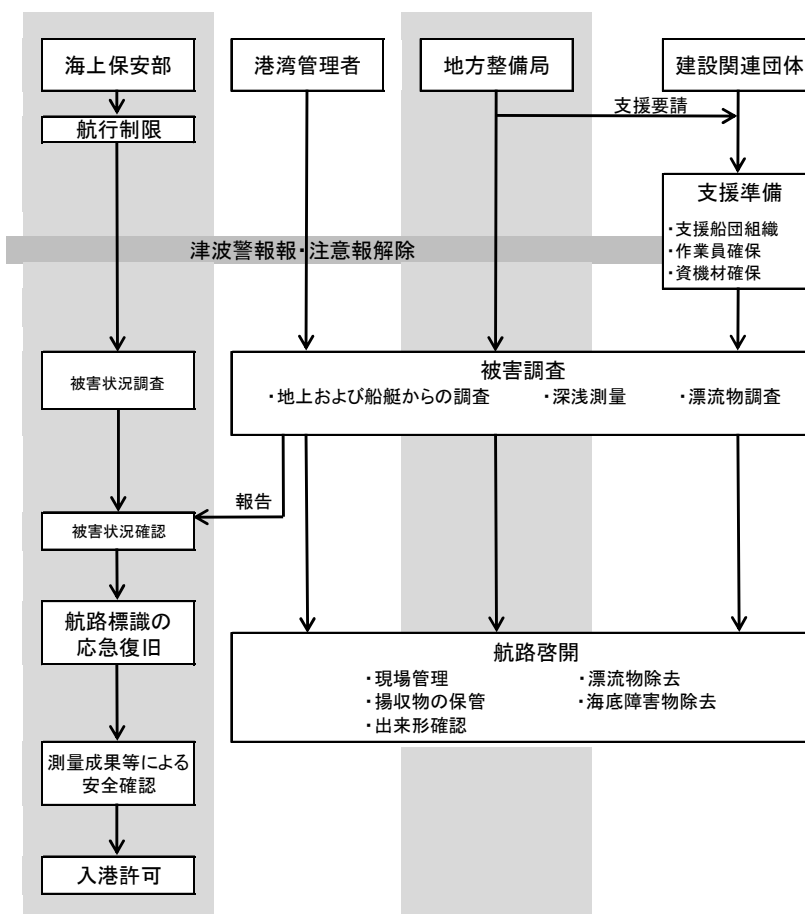 海上保安部
港湾管理者
地方整備局
建設関連団体
支援要請
航行制限
支援準備
・支援船団組織
・作業員確保
・資機材確保
津波警報報・注意報解除
被害状況調査
被害調査
・地上および船艇からの調査 ・深浅測量 ・漂流物調査
報告
被害状況確認
航路標識の
応急復旧
航路啓開
・現場管理 ・漂流物除去
・揚収物の保管 ・海底障害物除去
・出来形確認
測量成果等による
安全確認
入港許可